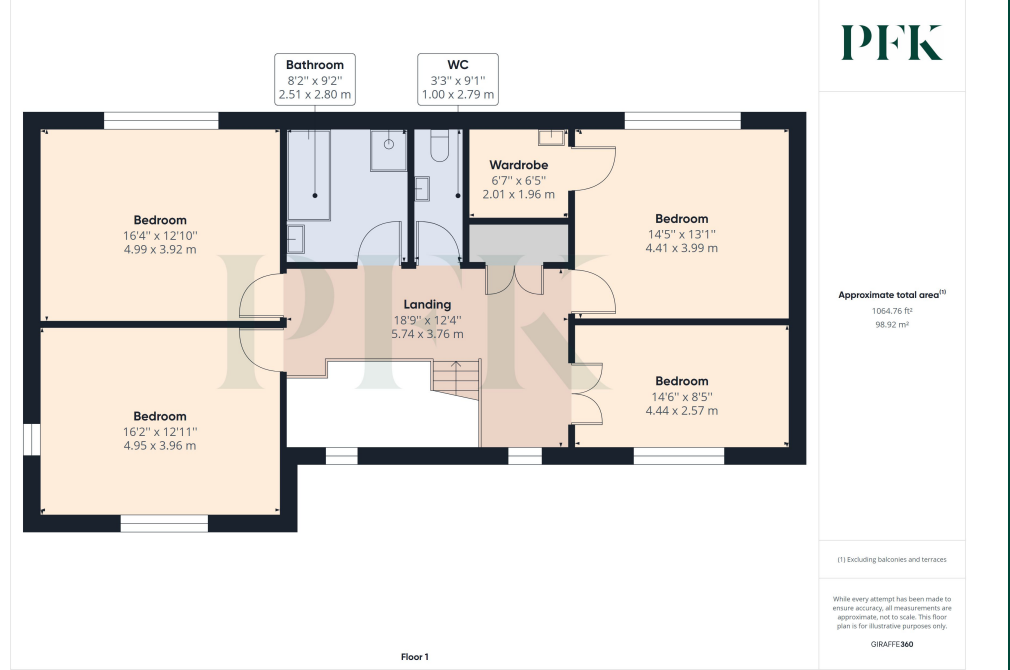 PFK
Bathroom
8'2" x 9'2"
2.51 x 2.80 m
WC
3'3" x 9'1"
1.00 x 2.79 m
Wardrobe
6'7" x 6'5"
2.01 x 1.96 m
Bedroom
16'4" x 12'10"
4.99 x 3.92 m
Bedroom
14'5" x 13'1"
4.41 x 3.99 m
PFK
Landing
18'9" x 12'4"
5.74 x 3.76 m
Bedroom
16'2" x 12'11"
4.95 x 3.96 m
Bedroom
14'6" x 8'5"
4.44 x 2.57 m
Approximate total area(1)
1064.76 ft²
98.92 m²
(1) Excluding balconies and terraces
While every attempt has been made to
ensure accuracy, all measurements are
approximate, not to scale. This floor
plan is for illustrative purposes only.
GIRAFFE360
Floor 1